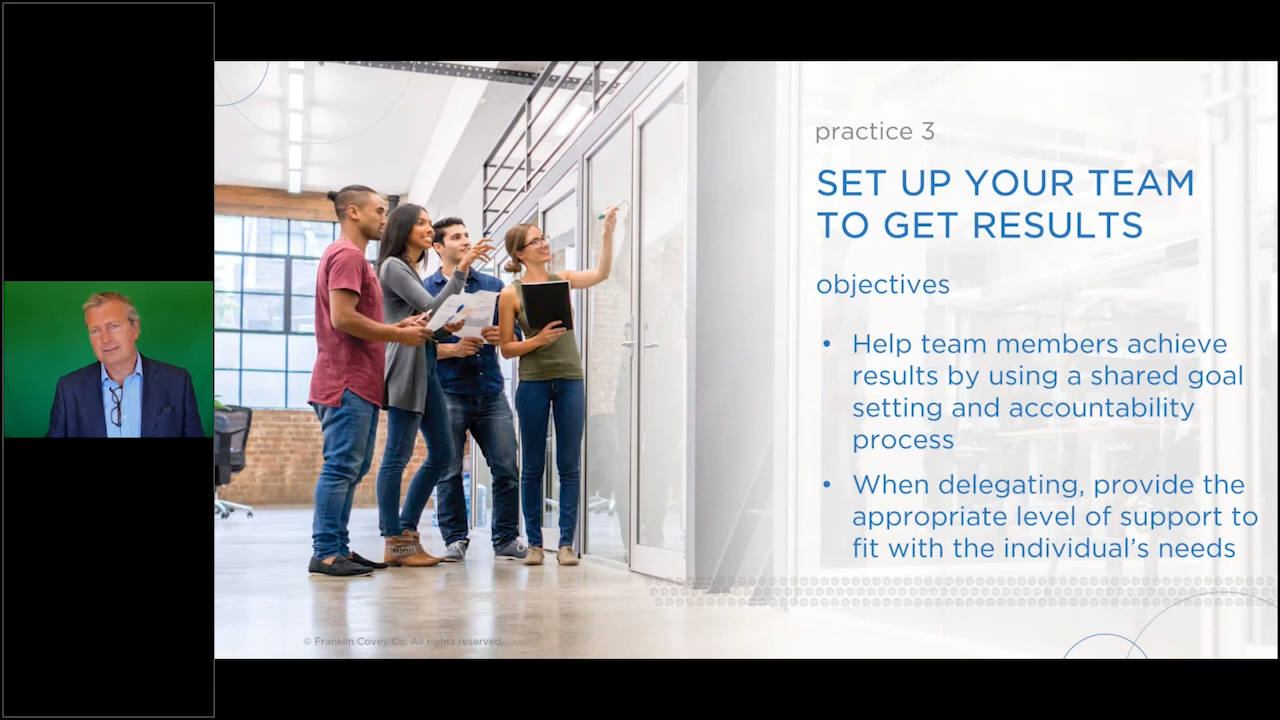 practice 3
SET UP YOUR TEAM
TO GET RESULTS
objectives
• Help team members achieve
results by using a shared goal
setting and accountability
process
• When delegating, provide the
appropriate level of support to
fit with the individual's needs
© Franklin Covey Co. All rights reserved.